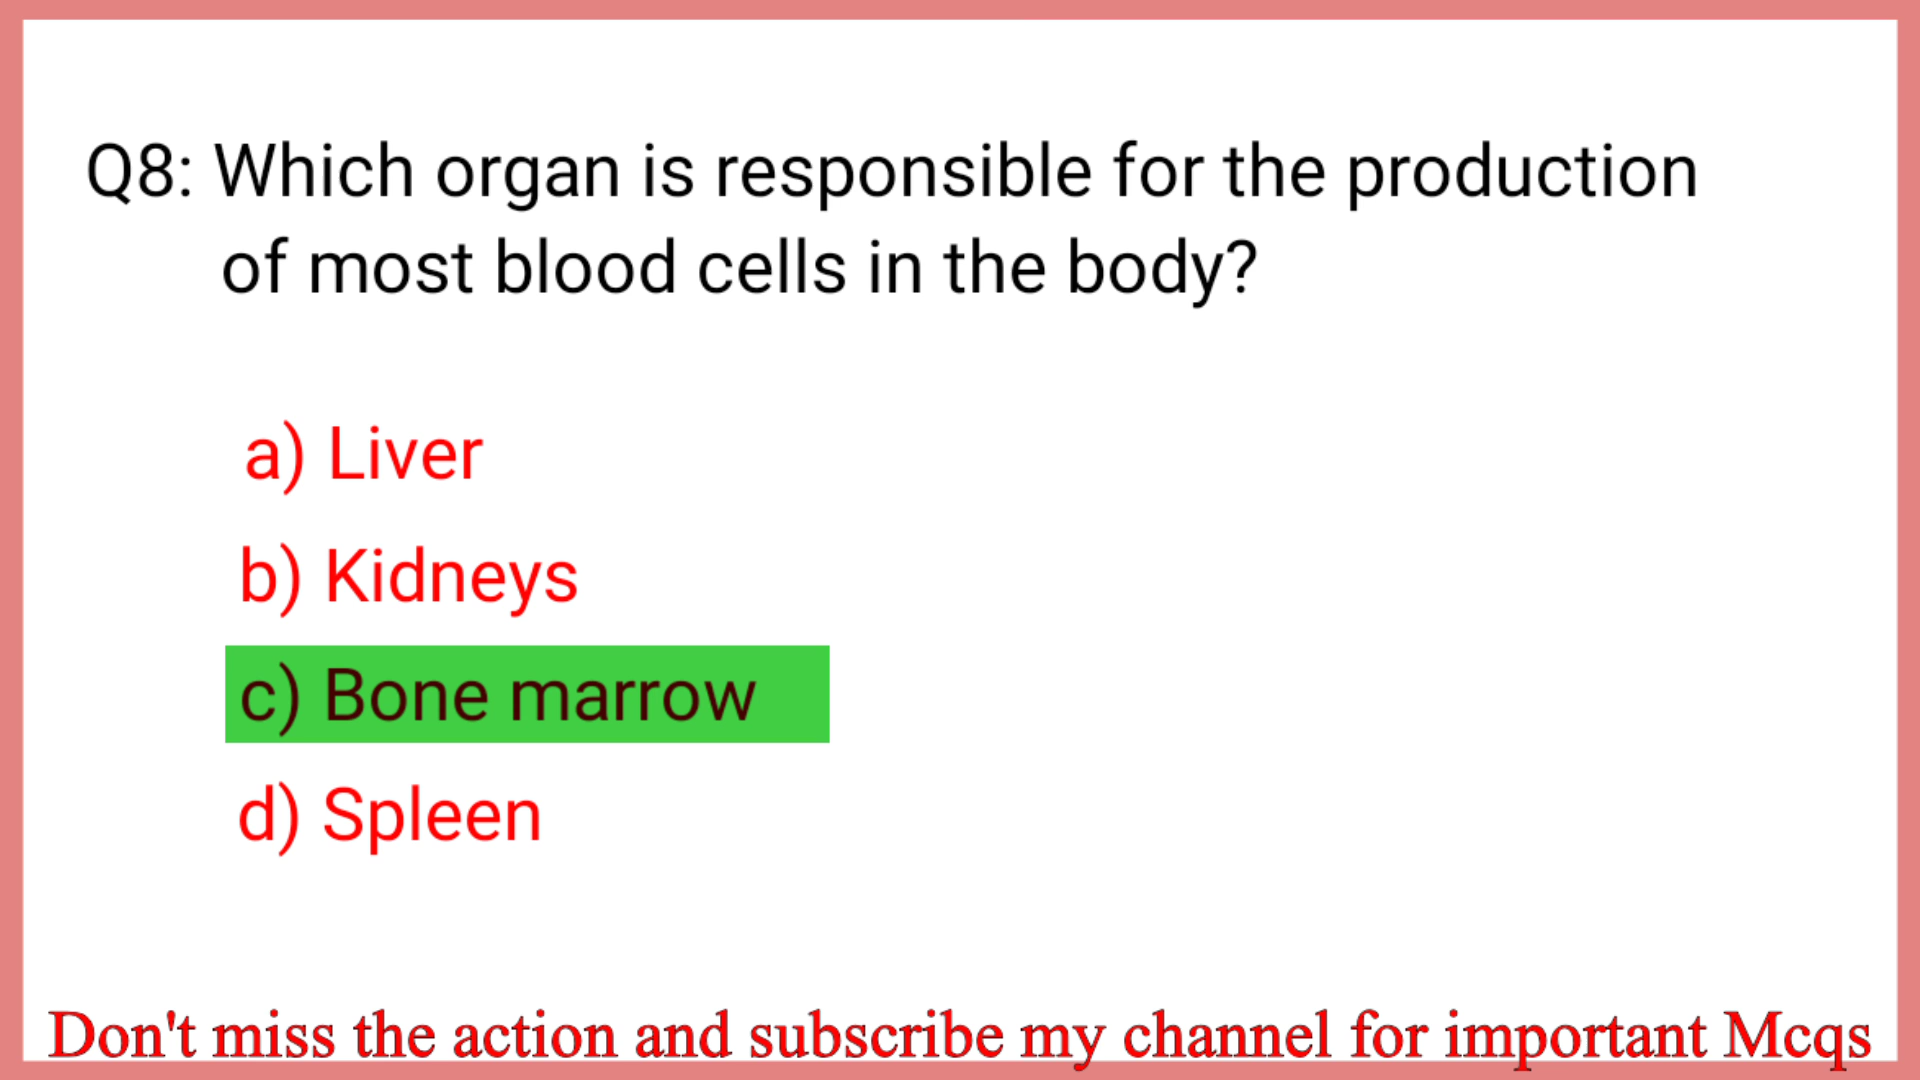 Q8: Which organ is responsible for the production
of most blood cells in the body?
a) Liver
b) Kidneys
c) Bone marrow
d) Spleen
Don't miss the action and subscribe my channel for important Mcqs